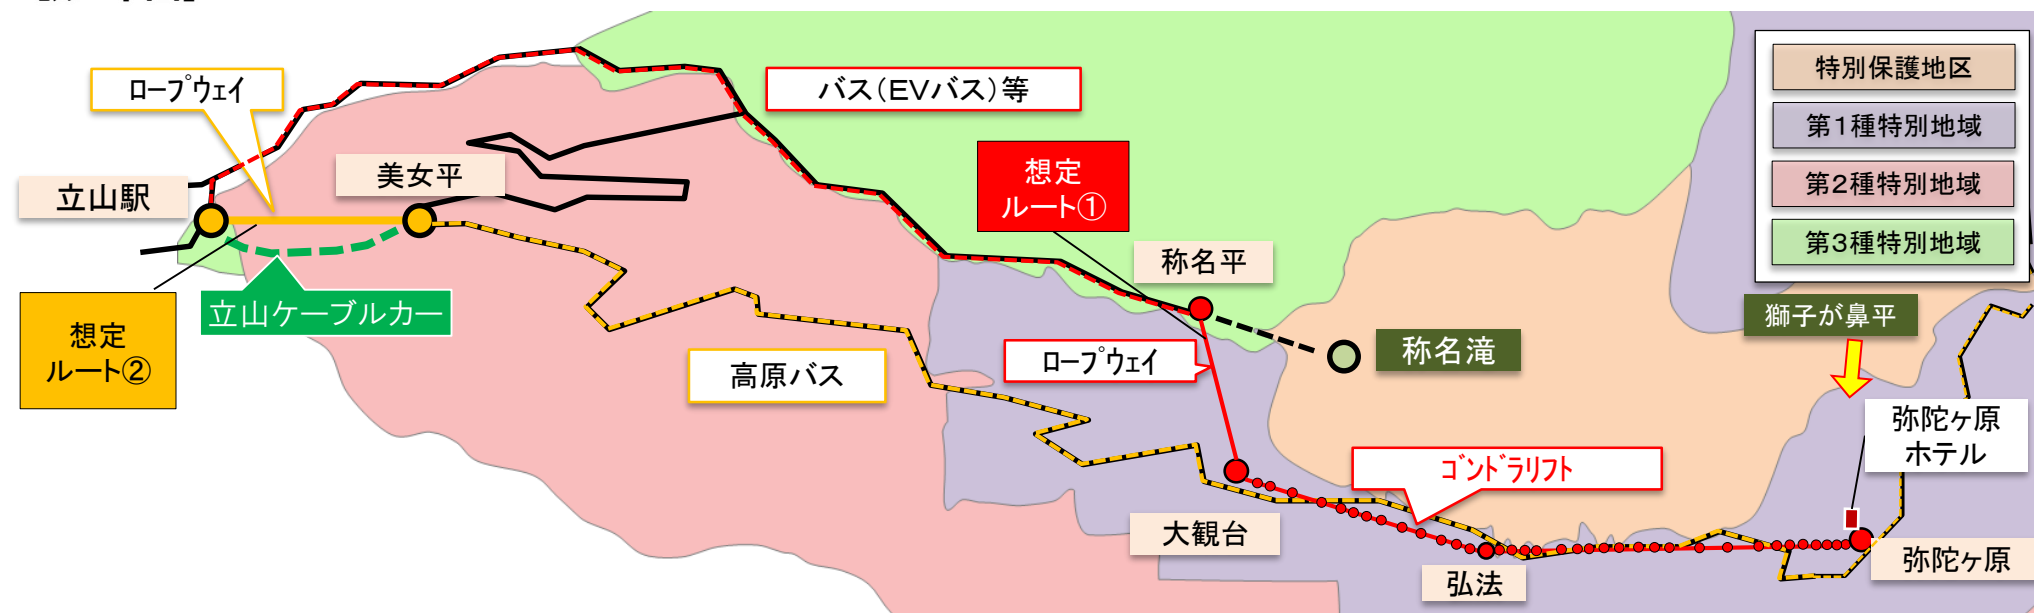 ロープウェイ
バス（EVバス）等
特別保護地区
第１種特別地域
第２種特別地域
第３種特別地域
立山駅
美女平
想定
ルート①
称名平
立山ケーブルカー
想定
ルート②
高原バス
ロープウェイ
称名滝
獅子が鼻平
弥陀ヶ原
ホテル
ゴンドラリフト
大観台
弘法
弥陀ヶ原